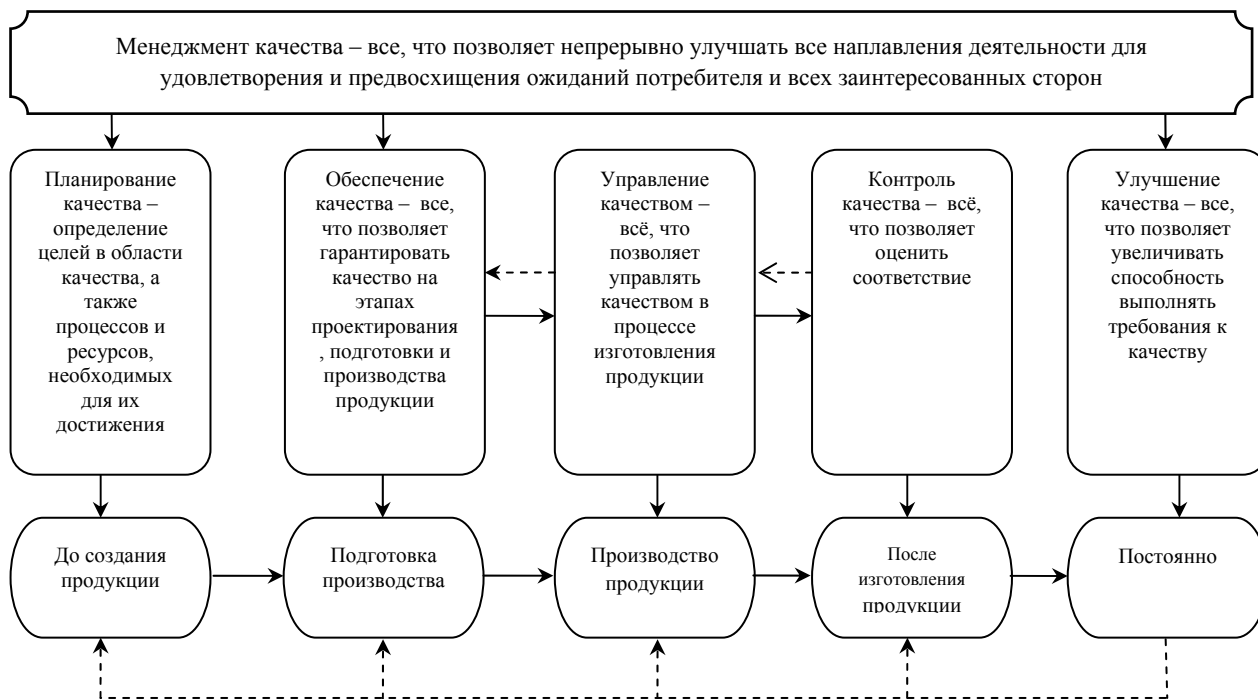 Менеджмент качества – все, что позволяет непрерывно улучшать все наплавления деятельности для
удовлетворения и предвосхищения ожиданий потребителя и всех заинтересованных сторон
Планирование
качества –
определение
целей в области
качества, а
также
процессов и
ресурсов,
необходимых
для их
достижения
Обеспечение
качества – все,
что позволяет
гарантировать
качество на
этапах
проектирования
, подготовки и
производства
продукции
Управление
качеством –
всё, что
позволяет
управлять
качеством в
процессе
изготовления
продукции
Контроль
качества – всё,
что позволяет
оценить
соответствие
Улучшение
качества – все,
что позволяет
увеличивать
способность
выполнять
требования к
качеству
До создания
продукции
Подготовка
производства
Производство
продукции
После
изготовления
продукции
Постоянно